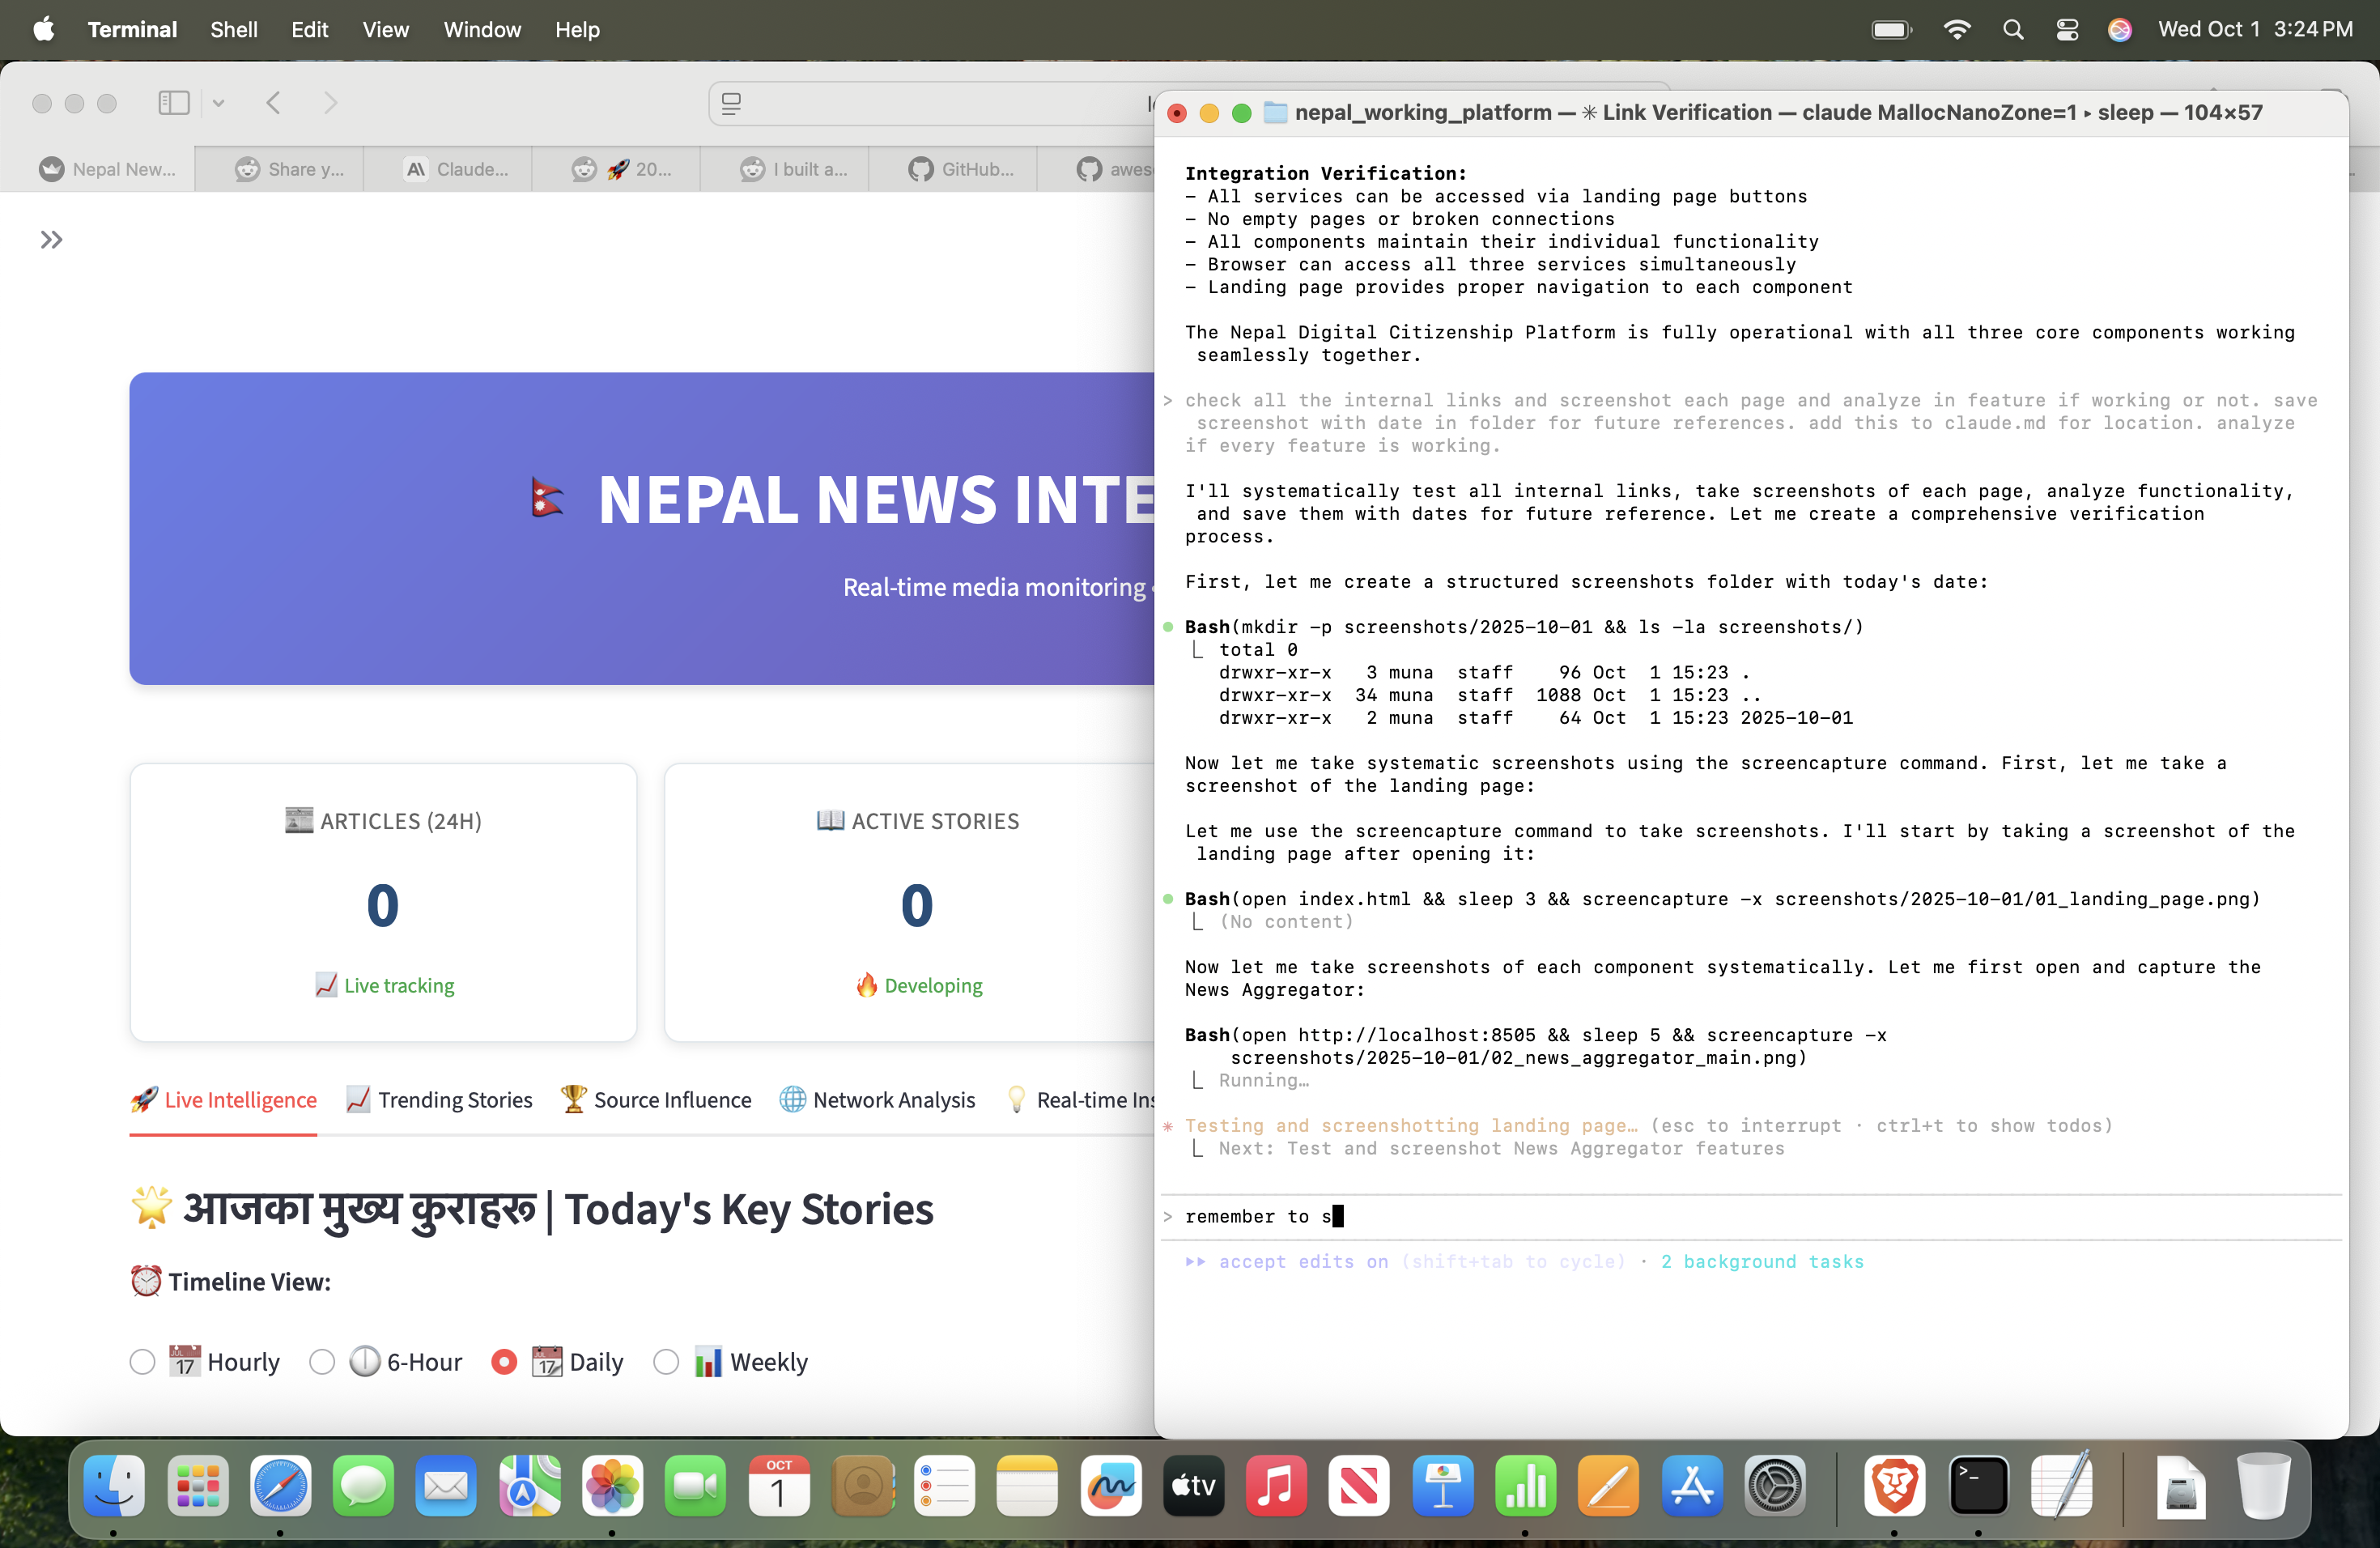 Terminal Shell Edit View Window Help Wed Oct 1 3:24 PM
nepal_working_platform — ✳ Link Verification — claude MallocNanoZone=1 ▸ sleep — 104×57
Nepal New... Share y... Claude... 🚀 20... I built a... GitHub... awes
NEPAL NEWS INTE
Real-time media monitoring
ARTICLES (24H)
0
Live tracking
ACTIVE STORIES
0
Developing
Live Intelligence Trending Stories Source Influence Network Analysis Real-time Ins
आजका मुख्य कुराहरू | Today's Key Stories
Timeline View:
Hourly 6-Hour Daily Weekly
Integration Verification:
- All services can be accessed via landing page buttons
- No empty pages or broken connections
- All components maintain their individual functionality
- Browser can access all three services simultaneously
- Landing page provides proper navigation to each component
The Nepal Digital Citizenship Platform is fully operational with all three core components working
seamlessly together.
> check all the internal links and screenshot each page and analyze in feature if working or not. save
screenshot with date in folder for future references. add this to claude.md for location. analyze
if every feature is working.
I'll systematically test all internal links, take screenshots of each page, analyze functionality,
and save them with dates for future reference. Let me create a comprehensive verification
process.
First, let me create a structured screenshots folder with today's date:
Bash(mkdir -p screenshots/2025-10-01 && ls -la screenshots/)
total 0
drwxr-xr-x 3 muna staff 96 Oct 1 15:23 .
drwxr-xr-x 34 muna staff 1088 Oct 1 15:23 ..
drwxr-xr-x 2 muna staff 64 Oct 1 15:23 2025-10-01
Now let me take systematic screenshots using the screencapture command. First, let me take a
screenshot of the landing page:
Let me use the screencapture command to take screenshots. I'll start by taking a screenshot of the
landing page after opening it:
Bash(open index.html && sleep 3 && screencapture -x screenshots/2025-10-01/01_landing_page.png)
(No content)
Now let me take screenshots of each component systematically. Let me first open and capture the
News Aggregator:
Bash(open http://localhost:8505 && sleep 5 && screencapture -x
screenshots/2025-10-01/02_news_aggregator_main.png)
Running…
Testing and screenshotting landing page… (esc to interrupt · ctrl+t to show todos)
Next: Test and screenshot News Aggregator features
> remember to s
accept edits on (shift+tab to cycle) · 2 background tasks
OCT
1
tv